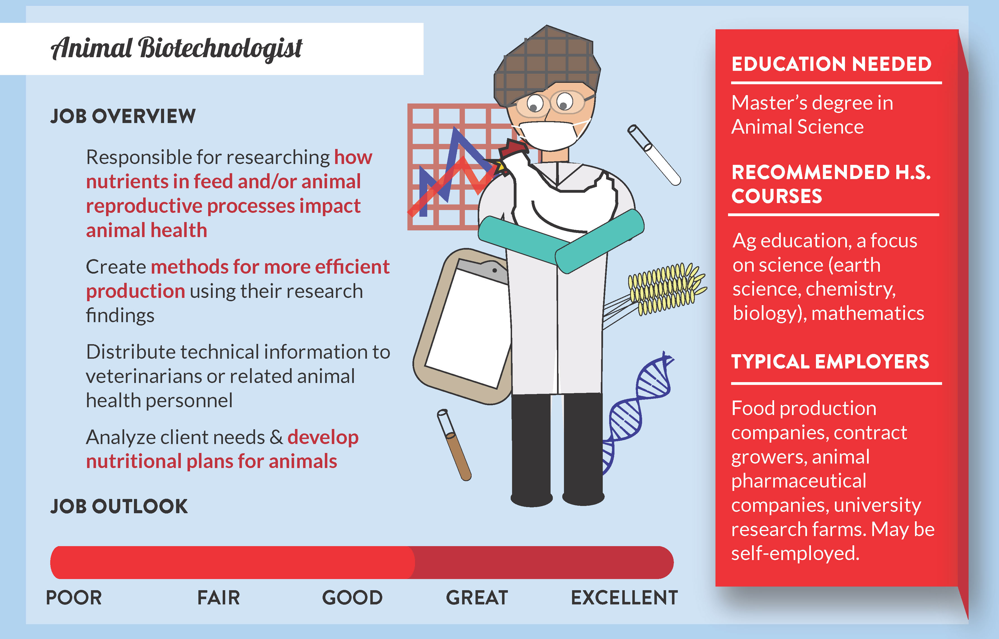 Animal Biotechnologist
JOB OVERVIEW
Responsible for researching how
nutrients in feed and/or animal
reproductive processes impact
animal health
Create methods for more efficient
production using their research
findings
Distribute technical information to
veterinarians or related animal
health personnel
Analyze client needs & develop
nutritional plans for animals
JOB OUTLOOK
POOR FAIR GOOD GREAT EXCELLENT
EDUCATION NEEDED
Master’s degree in
Animal Science
RECOMMENDED H.S.
COURSES
Ag education, a focus
on science (earth
science, chemistry,
biology), mathematics
TYPICAL EMPLOYERS
Food production
companies, contract
growers, animal
pharmaceutical
companies, university
research farms. May be
self-employed.